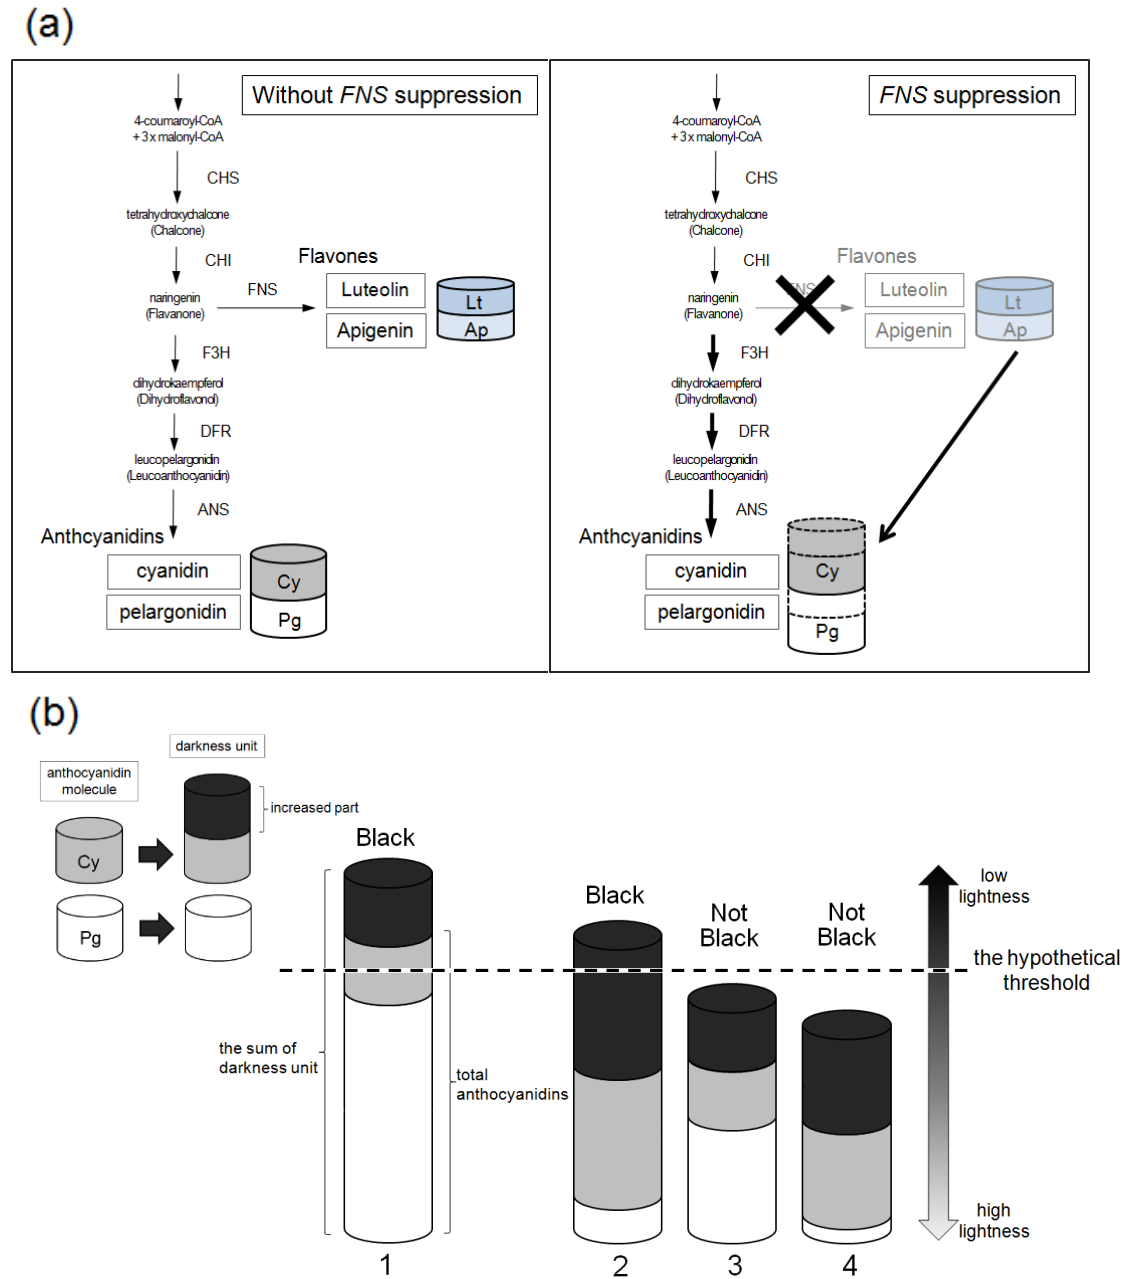 (a)
Without FNS suppression
4-coumaroyl-CoA
+ 3 x malonyl-CoA
CHS
tetrahydroxychalcone
(Chalcone)
CHI
Flavones
naringenin
(Flavanone)
FNS
Luteolin
Apigenin
Lt
Ap
F3H
dihydrokaempferol
(Dihydroflavonol)
DFR
leucopelargonidin
(Leucoanthocyanidin)
ANS
Anthcyanidins
cyanidin
pelargonidin
Cy
Pg
FNS suppression
4-coumaroyl-CoA
+ 3 x malonyl-CoA
CHS
tetrahydroxychalcone
(Chalcone)
CHI
Flavones
naringenin
(Flavanone)
FNS
Luteolin
Apigenin
Lt
Ap
F3H
dihydrokaempferol
(Dihydroflavonol)
DFR
leucopelargonidin
(Leucoanthocyanidin)
ANS
Anthcyanidins
cyanidin
pelargonidin
Cy
Pg
(b)
darkness unit
anthocyanidin
molecule
increased part
Cy
Pg
Black
Black
Not
Black
Not
Black
low
lightness
the hypothetical
threshold
the sum of
darkness unit
total
anthocyanidins
high
lightness
1
2
3
4